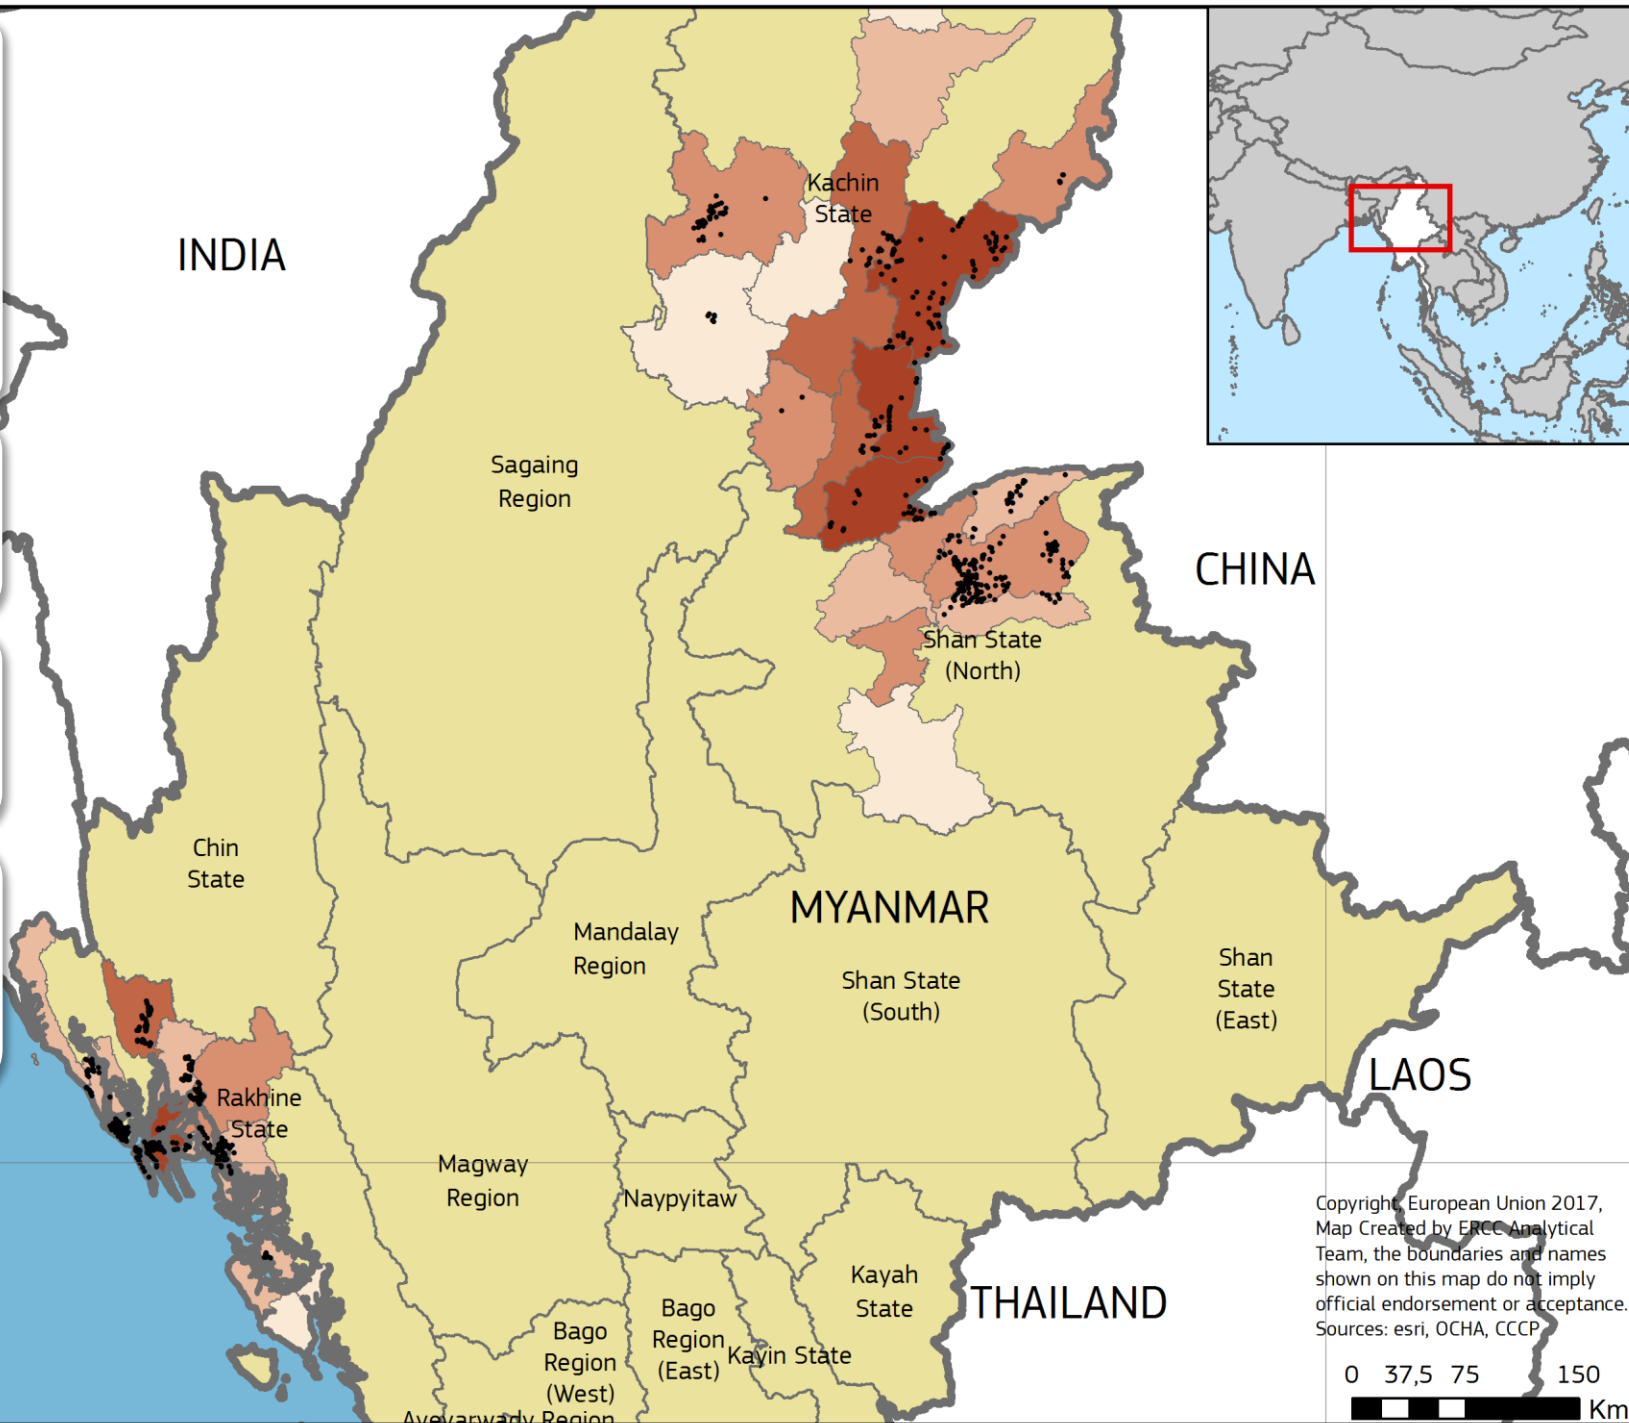 Kachin
State
INDIA
Sagaing
Region
CHINA
Shan State
(North)
Chin
State
MYANMAR
Mandalay
Region
Shan State
(South)
Shan
State
(East)
LAOS
Rakhine
State
Magway
Region
Naypyitaw
Copyright, European Union 2017,
Map Created by ERCC Analytical
Team, the boundaries and names
shown on this map do not imply
official endorsement or acceptance.
Sources: esri, OCHA, CCCP
Kayah
State
THAILAND
Bago
Region
(East)
Bago
Region
(West)
Kayin State
0 37,5 75 150
Km
Ayeyarwady Region